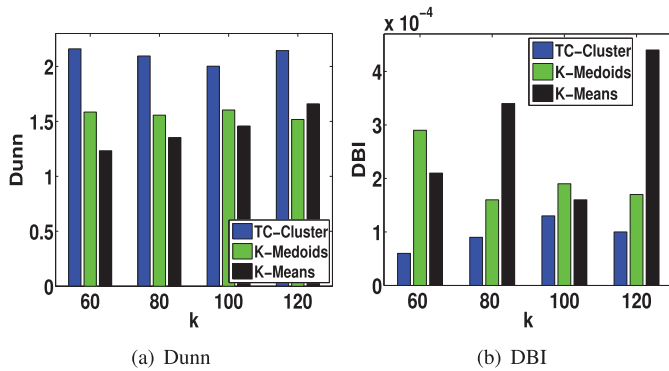 Dunn
2
1.5
1
0.5
0
60
80
100
120
k
TC-Cluster
K-Medoids
K-Means
(a) Dunn
x 10⁻⁴
DBI
4
3
2
1
0
60
80
100
120
k
TC-Cluster
K-Medoids
K-Means
(b) DBI